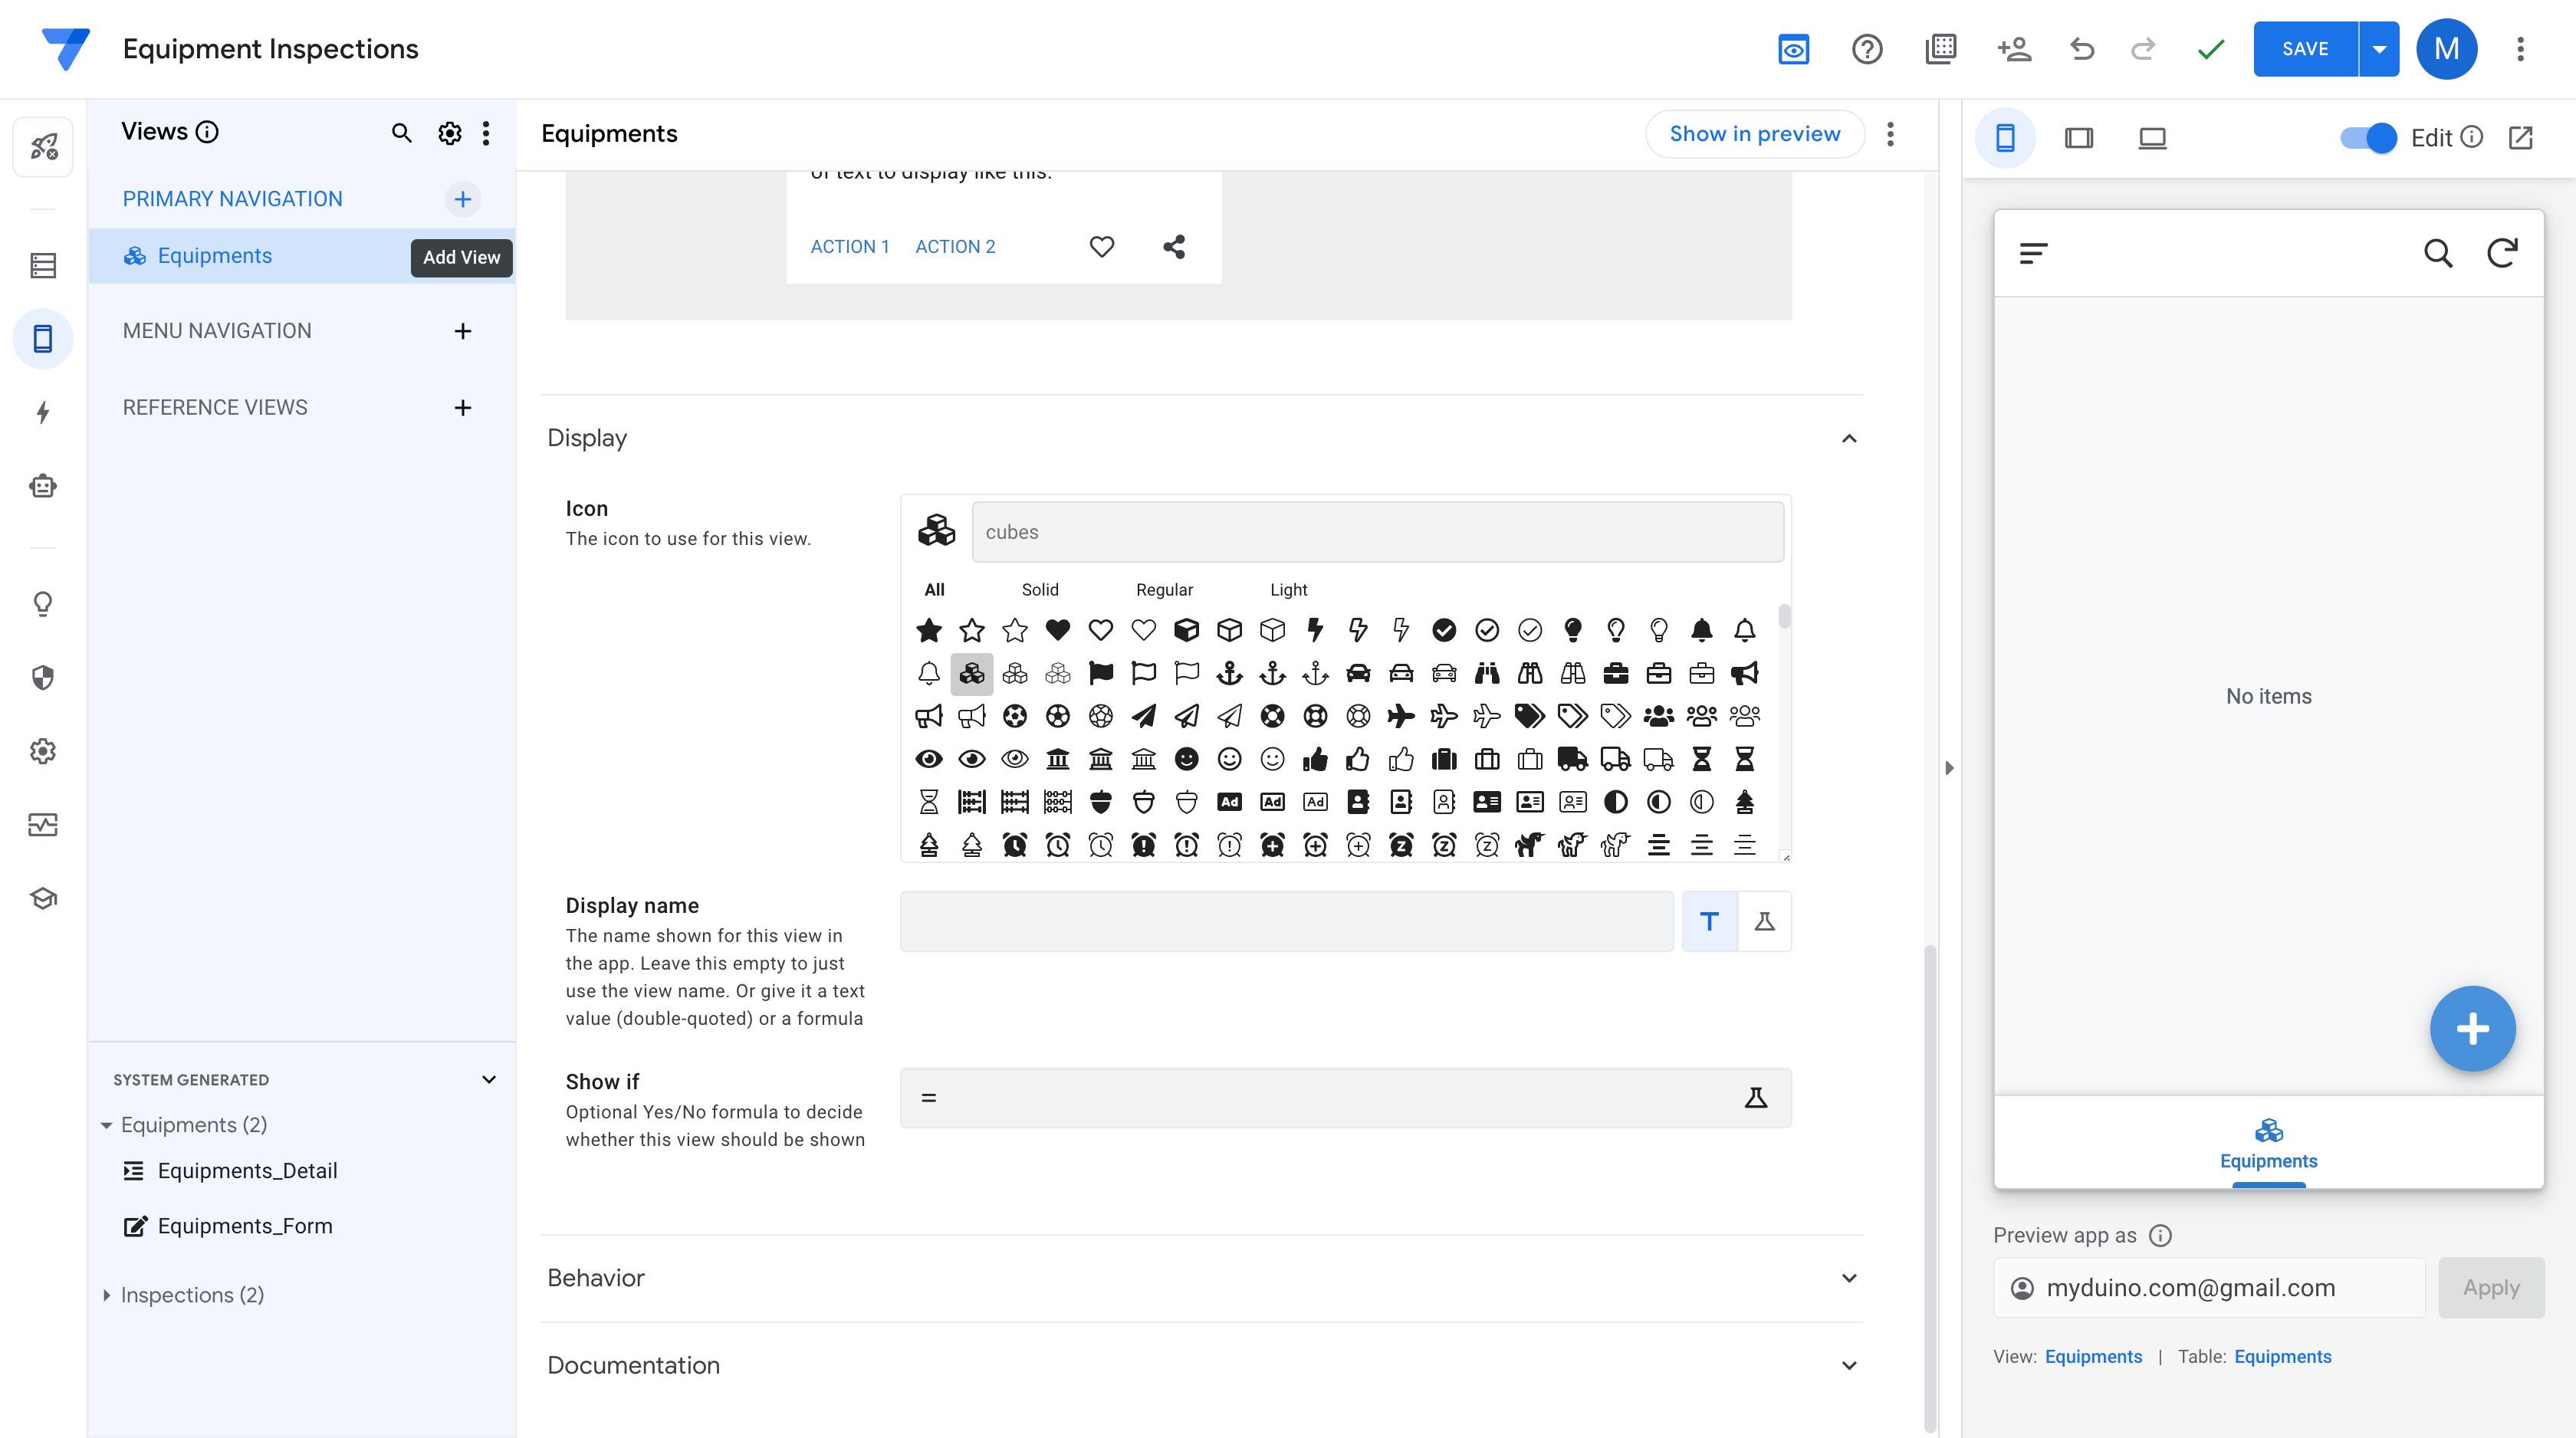 Equipment Inspections
SAVE
M
Views
PRIMARY NAVIGATION
Equipments
Add View
MENU NAVIGATION
REFERENCE VIEWS
SYSTEM GENERATED
Equipments (2)
Equipments_Detail
Equipments_Form
Inspections (2)
Equipments
Show in preview
of text to display like this.
ACTION 1 ACTION 2
Display
Icon
The icon to use for this view.
cubes
All Solid Regular Light
Ad Ad Ad
Display name
The name shown for this view in
the app. Leave this empty to just
use the view name. Or give it a text
value (double-quoted) or a formula
T
Show if
Optional Yes/No formula to decide
whether this view should be shown
=
Behavior
Documentation
Edit
No items
Equipments
Preview app as
myduino.com@gmail.com
Apply
View: Equipments | Table: Equipments